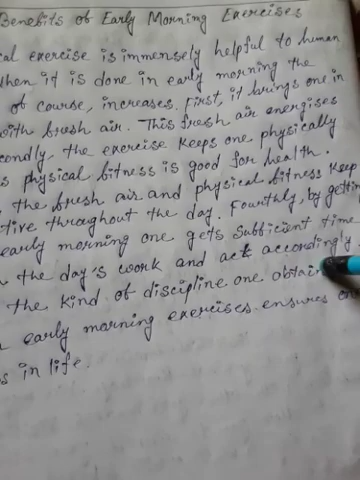 Benefits of Early Morning Exercises
cal exercise is immensely helpful to human
when it is done in early morning the
of course, increases. First, it brings one in
with fresh air. This fresh air energises
condly, the exercise keeps one physically
s physical fitness is good for health.
the fresh air and physical fitness keep
tive throughout the day. Fourthly, by gettin
early morning one gets sufficient time
the day's work and act accordingly
the kind of discipline one obtain
early morning exercises ensures
s in life.